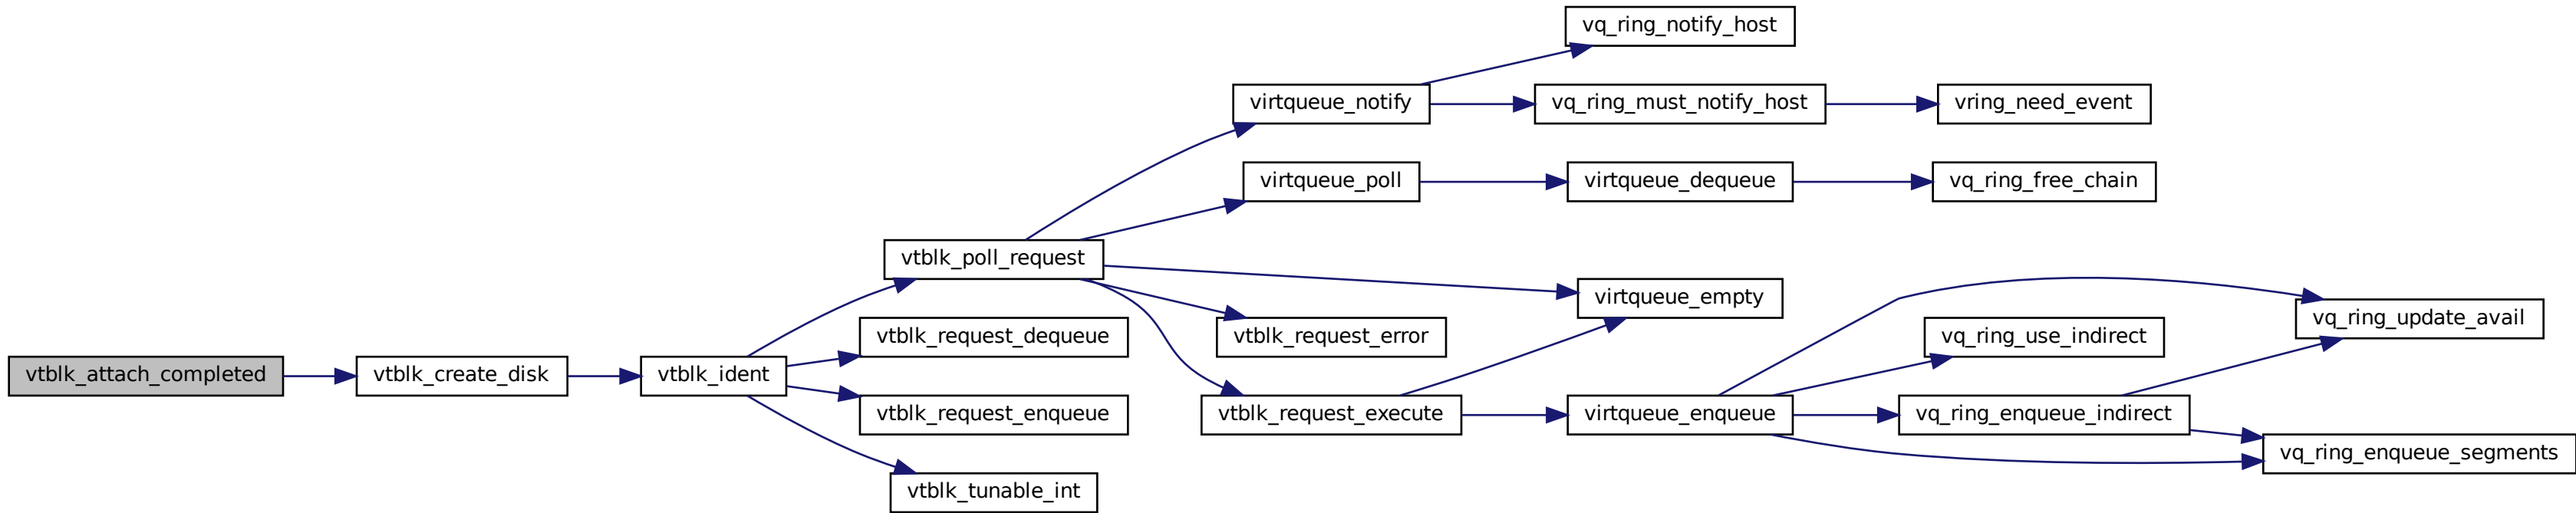 vtblk_attach_completed
vtblk_create_disk
vtblk_ident
vtblk_poll_request
vtblk_request_dequeue
vtblk_request_enqueue
vtblk_tunable_int
virtqueue_notify
virtqueue_poll
vtblk_request_error
vtblk_request_execute
vq_ring_notify_host
vq_ring_must_notify_host
virtqueue_dequeue
virtqueue_empty
virtqueue_enqueue
vring_need_event
vq_ring_free_chain
vq_ring_use_indirect
vq_ring_enqueue_indirect
vq_ring_update_avail
vq_ring_enqueue_segments